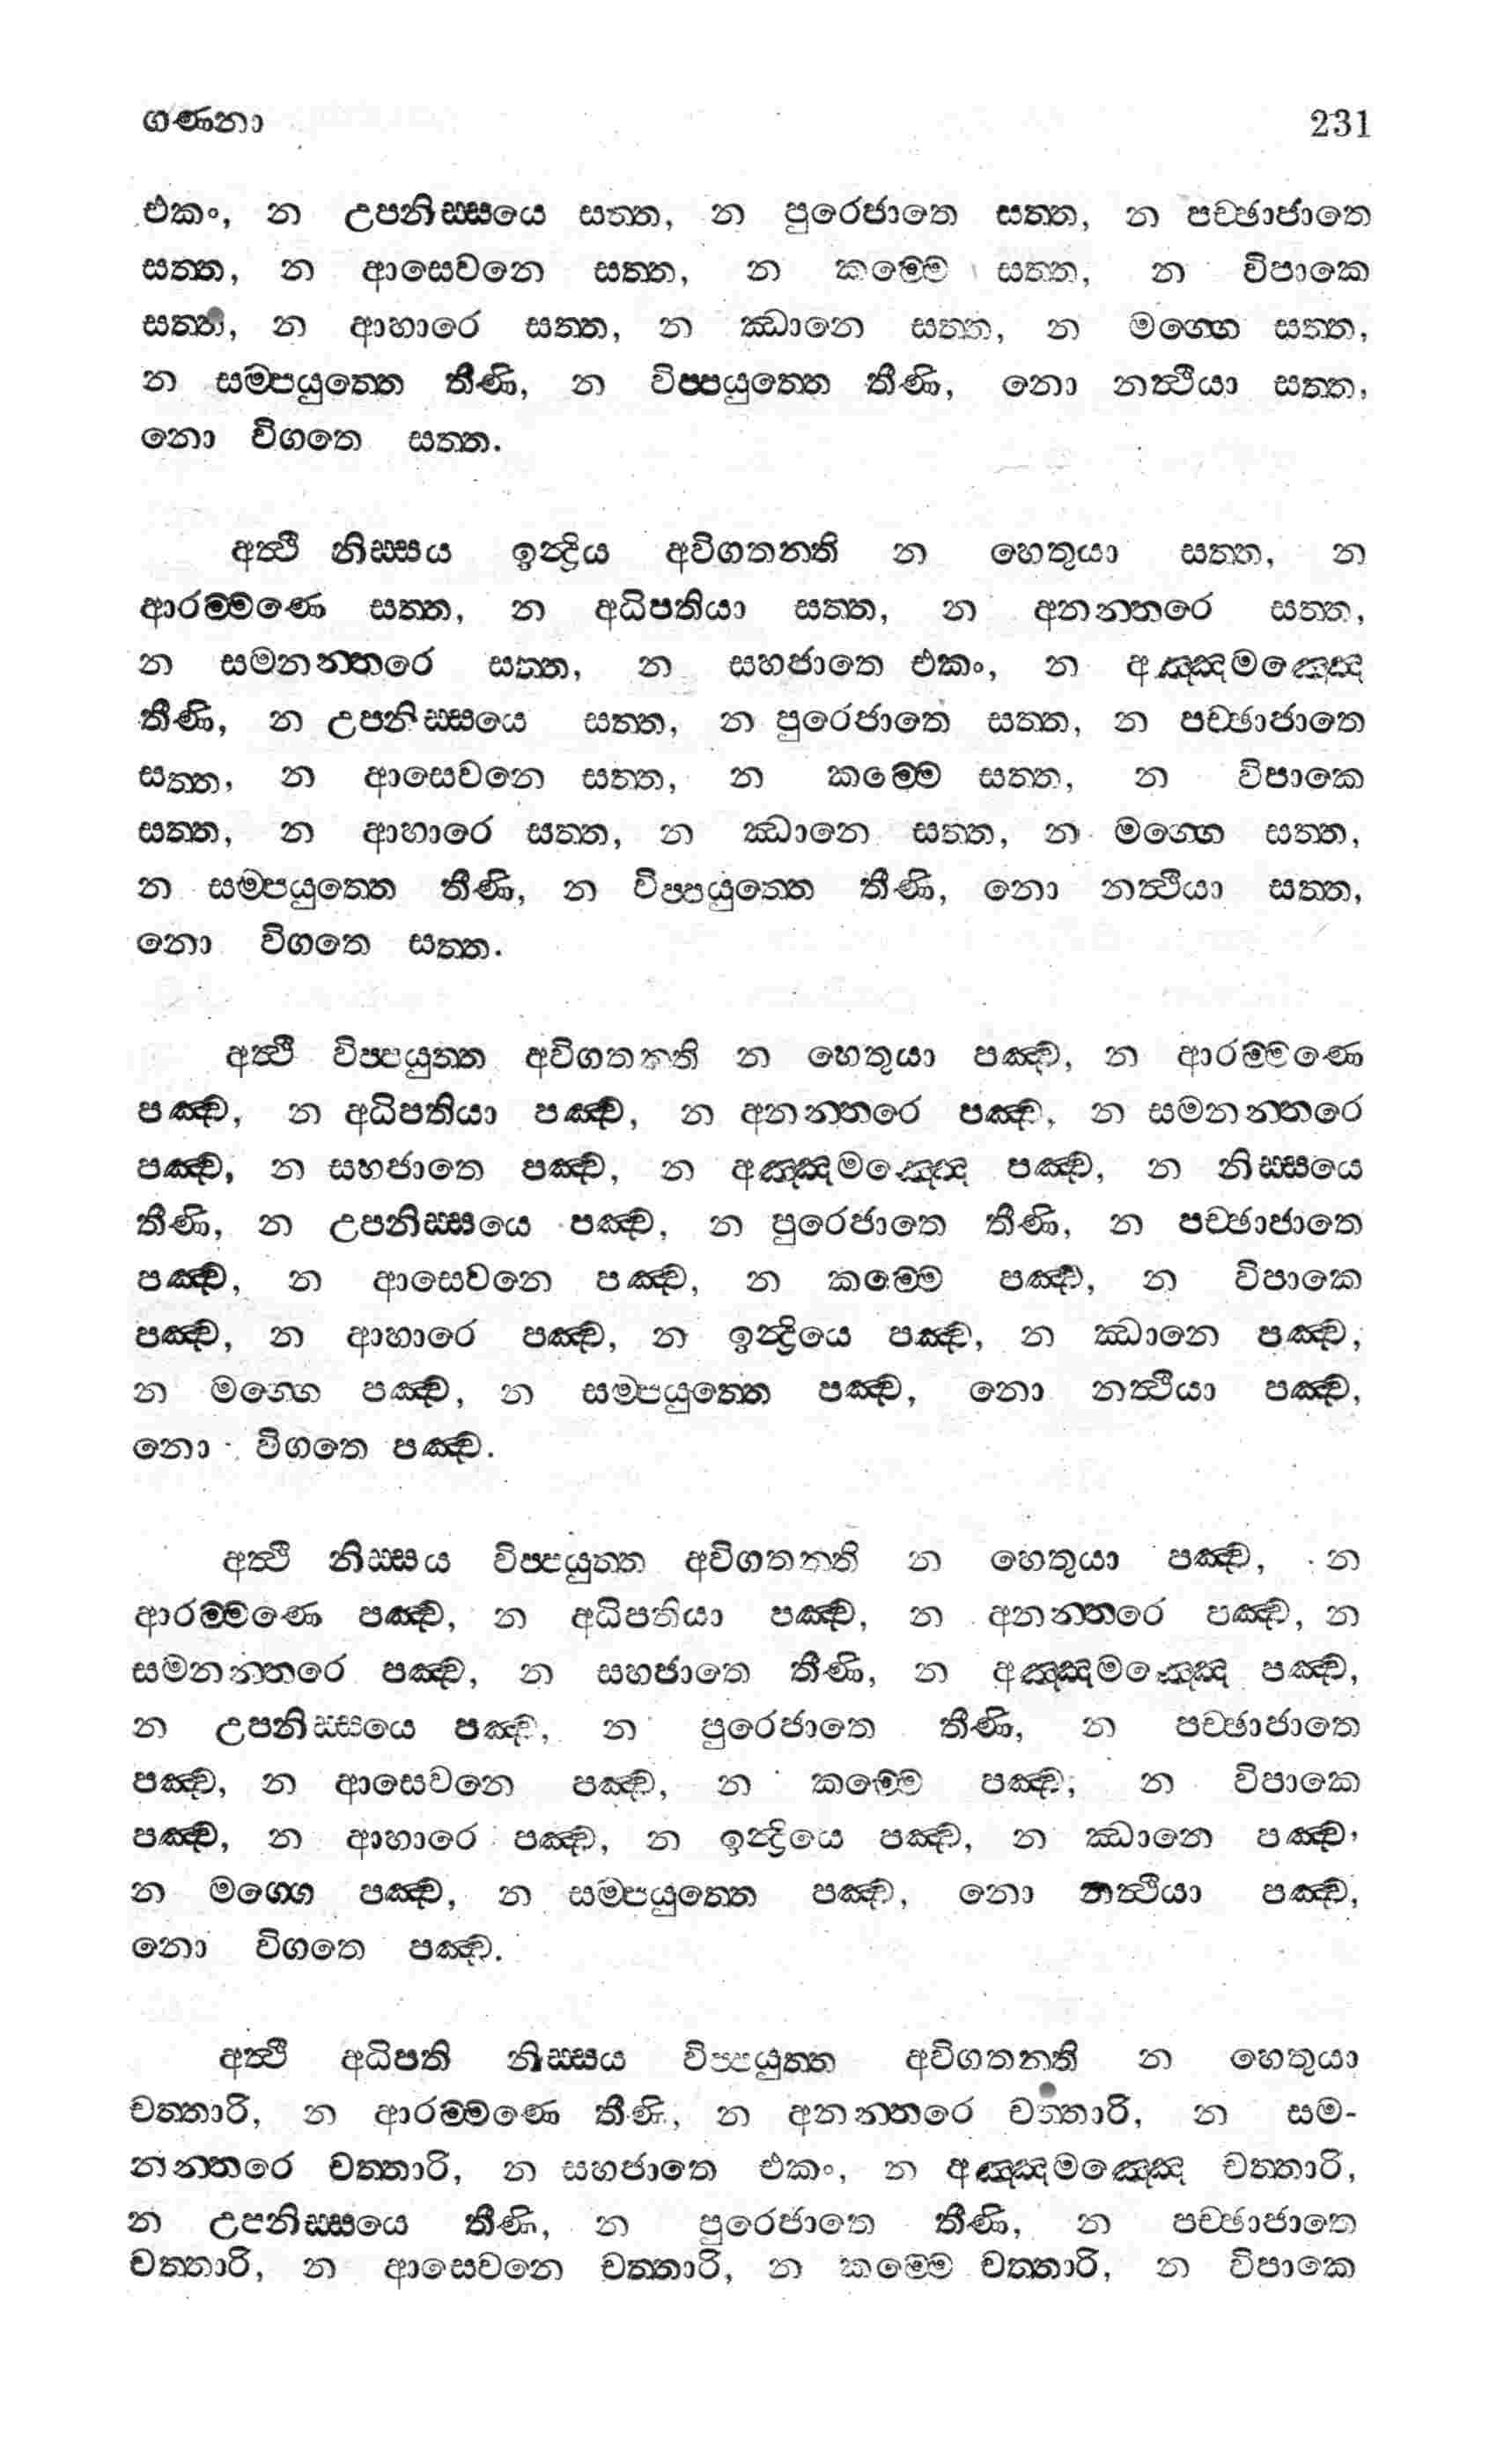 ගණනා 231
එකං, න උපනිස්සයෙ සත්ත, න පුරෙජාතෙ සත්ත, න පච්ඡාජාතෙ
සත්ත, න ආසෙවනෙ සත්ත, න කම්මෙ සත්ත, න විපාකෙ
සත්ත, න ආහාරෙ සත්ත, න ඣානෙ සත්ත, න මග්ගෙ සත්ත,
න සම්පයුත්තෙ තීණි, න විප්පයුත්තෙ තීණි, නො නත්ථියා සත්ත,
නො විගතෙ සත්ත.
අත්ථි නිස්සය ඉන්ද්‍රිය අවිගතන්ති න හෙතුයා සත්ත, න
ආරම්මණෙ සත්ත, න අධිපතියා සත්ත, න අනන්තරෙ සත්ත,
න සමනන්තරෙ සත්ත, න සහජාතෙ එකං, න අඤ්ඤමඤ්ඤෙ
තීණි, න උපනිස්සයෙ සත්ත, න පුරෙජාතෙ සත්ත, න පච්ඡාජාතෙ
සත්ත, න ආසෙවනෙ සත්ත, න කම්මෙ සත්ත, න විපාකෙ
සත්ත, න ආහාරෙ සත්ත, න ඣානෙ සත්ත, න මග්ගෙ සත්ත,
න සම්පයුත්තෙ තීණි, න විප්පයුත්තෙ තීණි, නො නත්ථියා සත්ත,
නො විගතෙ සත්ත.
අත්ථි විප්පයුත්ත අවිගතන්ති න හෙතුයා පඤ්ච, න ආරම්මණෙ
පඤ්ච, න අධිපතියා පඤ්ච, න අනන්තරෙ පඤ්ච, න සමනන්තරෙ
පඤ්ච, න සහජාතෙ පඤ්ච, න අඤ්ඤමඤ්ඤෙ පඤ්ච, න නිස්සයෙ
තීණි, න උපනිස්සයෙ පඤ්ච, න පුරෙජාතෙ තීණි, න පච්ඡාජාතෙ
පඤ්ච, න ආසෙවනෙ පඤ්ච, න කම්මෙ පඤ්ච, න විපාකෙ
පඤ්ච, න ආහාරෙ පඤ්ච, න ඉන්ද්‍රියෙ පඤ්ච, න ඣානෙ පඤ්ච,
න මග්ගෙ පඤ්ච, න සම්පයුත්තෙ පඤ්ච, නො නත්ථියා පඤ්ච,
නො විගතෙ පඤ්ච.
අත්ථි නිස්සය විප්පයුත්ත අවිගතන්ති න හෙතුයා පඤ්ච, න
ආරම්මණෙ පඤ්ච, න අධිපතියා පඤ්ච, න අනන්තරෙ පඤ්ච, න
සමනන්තරෙ පඤ්ච, න සහජාතෙ තීණි, න අඤ්ඤමඤ්ඤෙ පඤ්ච,
න උපනිස්සයෙ පඤ්ච, න පුරෙජාතෙ තීණි, න පච්ඡාජාතෙ
පඤ්ච, න ආසෙවනෙ පඤ්ච, න කම්මෙ පඤ්ච, න විපාකෙ
පඤ්ච, න ආහාරෙ පඤ්ච, න ඉන්ද්‍රියෙ පඤ්ච, න ඣානෙ පඤ්ච,
න මග්ගෙ පඤ්ච, න සම්පයුත්තෙ පඤ්ච, නො නත්ථියා පඤ්ච,
නො විගතෙ පඤ්ච.
අත්ථි අධිපති නිස්සය විප්පයුත්ත අවිගතන්ති න හෙතුයා
චත්තාරි, න ආරම්මණෙ තීණි, න අනන්තරෙ චත්තාරි, න සම-
නන්තරෙ චත්තාරි, න සහජාතෙ එකං, න අඤ්ඤමඤ්ඤෙ චත්තාරි,
න උපනිස්සයෙ තීණි, න පුරෙජාතෙ තීණි, න පච්ඡාජාතෙ
චත්තාරි, න ආසෙවනෙ චත්තාරි, න කම්මෙ චත්තාරි, න විපාකෙ